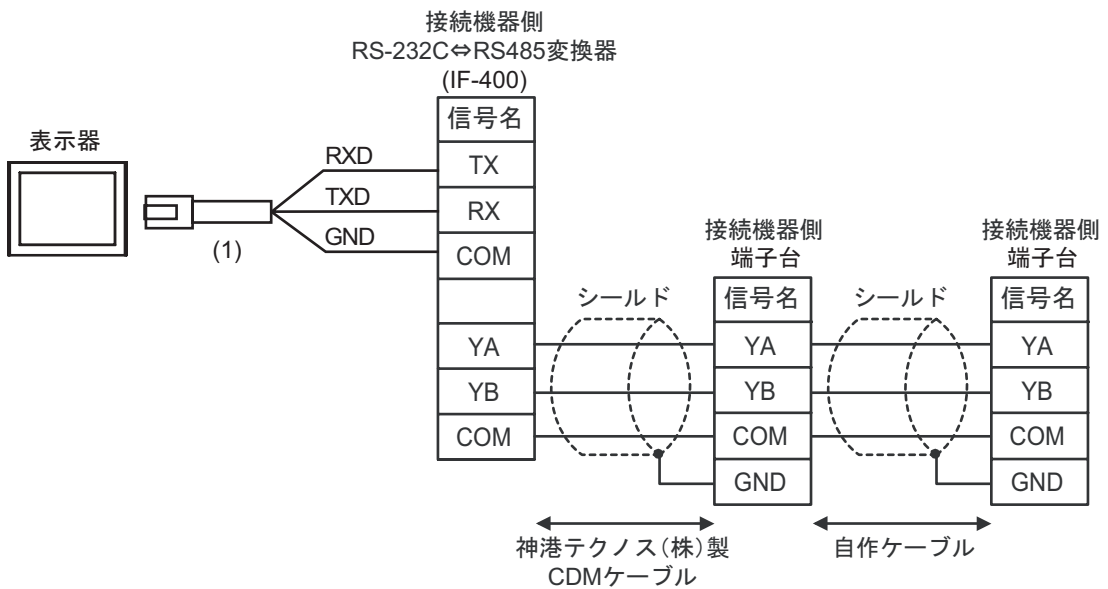 接続機器側
RS-232C⇔RS485変換器
(IF-400)
信号名
表示器
RXD
TX
TXD
RX
GND
COM
(1)
接続機器側
端子台
接続機器側
端子台
シールド
信号名
シールド
信号名
YA
YA
YA
YB
YB
YB
COM
COM
COM
GND
GND
神港テクノス(株)製
CDMケーブル
自作ケーブル